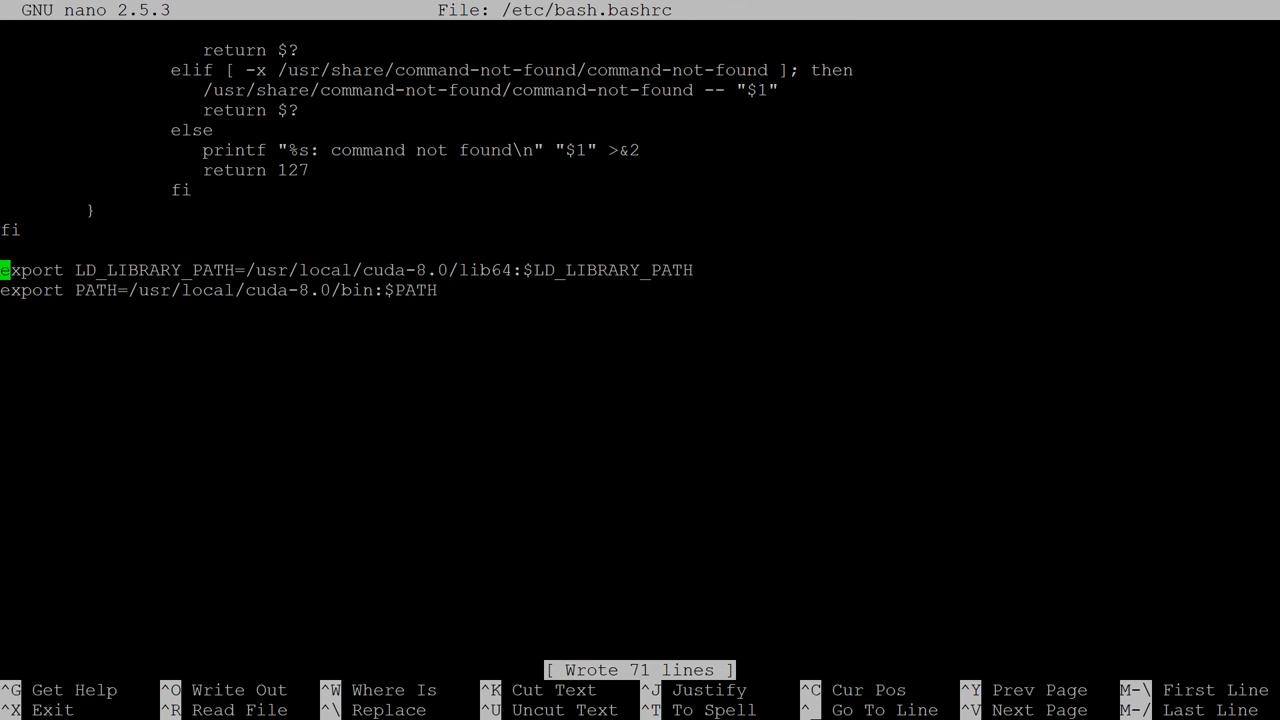 GNU nano 2.5.3 File: /etc/bash.bashrc
return $?
elif [ -x /usr/share/command-not-found/command-not-found ]; then
/usr/share/command-not-found/command-not-found -- "$1"
return $?
else
printf "%s: command not found\n" "$1" >&2
return 127
fi
}
fi
export LD_LIBRARY_PATH=/usr/local/cuda-8.0/lib64:$LD_LIBRARY_PATH
export PATH=/usr/local/cuda-8.0/bin:$PATH
[ Wrote 71 lines ]
^G Get Help ^O Write Out ^W Where Is ^K Cut Text ^J Justify ^C Cur Pos ^Y Prev Page M-\ First Line
^X Exit ^R Read File ^\ Replace ^U Uncut Text ^T To Spell ^_ Go To Line ^V Next Page M-/ Last Line